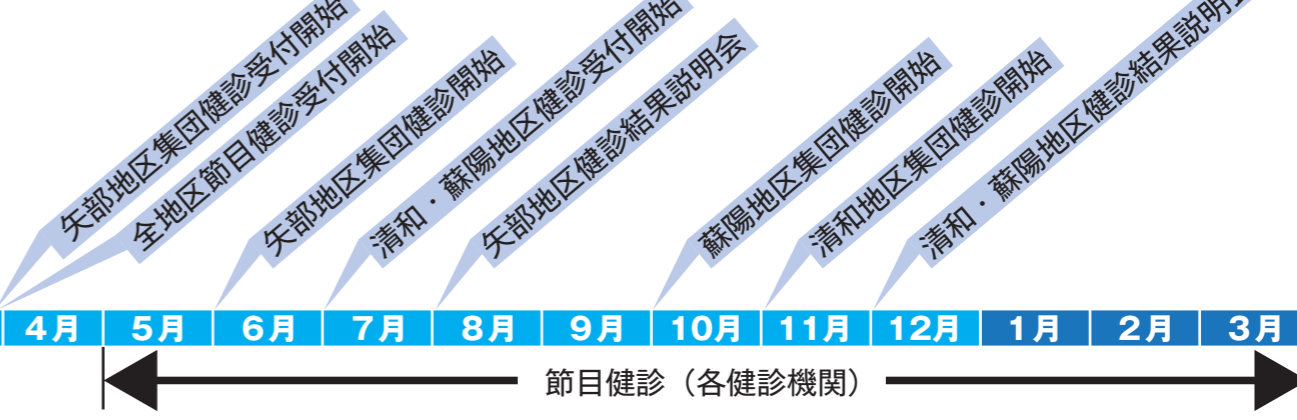 矢部地区集団健診受付開始
全地区節目健診受付開始
矢部地区集団健診開始
清和・蘇陽地区健診受付開始
矢部地区健診結果説明会
蘇陽地区集団健診開始
清和地区集団健診開始
清和・蘇陽地区健診結果説明会
4月 5月 6月 7月 8月 9月 10月 11月 12月 1月 2月 3月
節目健診（各健診機関）